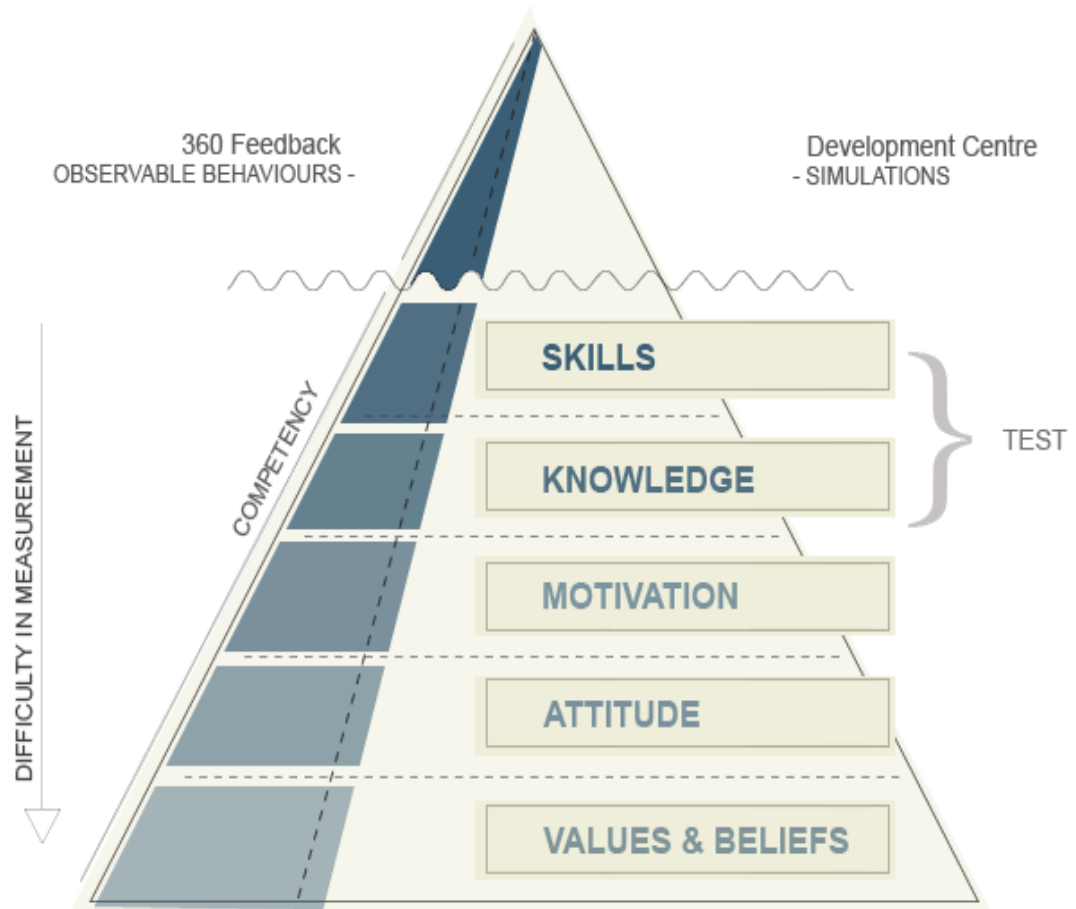 360 Feedback
OBSERVABLE BEHAVIOURS -
Development Centre
- SIMULATIONS
DIFFICULTY IN MEASUREMENT
COMPETENCY
SKILLS
KNOWLEDGE
TEST
MOTIVATION
ATTITUDE
VALUES & BELIEFS